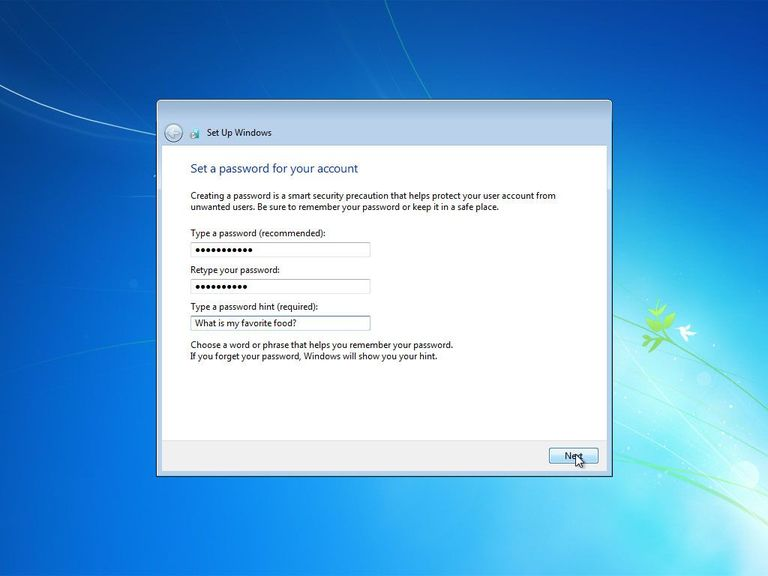 Set Up Windows
Set a password for your account
Creating a password is a smart security precaution that helps protect your user account from
unwanted users. Be sure to remember your password or keep it in a safe place.
Type a password (recommended):
●●●●●●●●●●●
Retype your password:
●●●●●●●●●●
Type a password hint (required):
What is my favorite food?
Choose a word or phrase that helps you remember your password.
If you forget your password, Windows will show you your hint.
Next